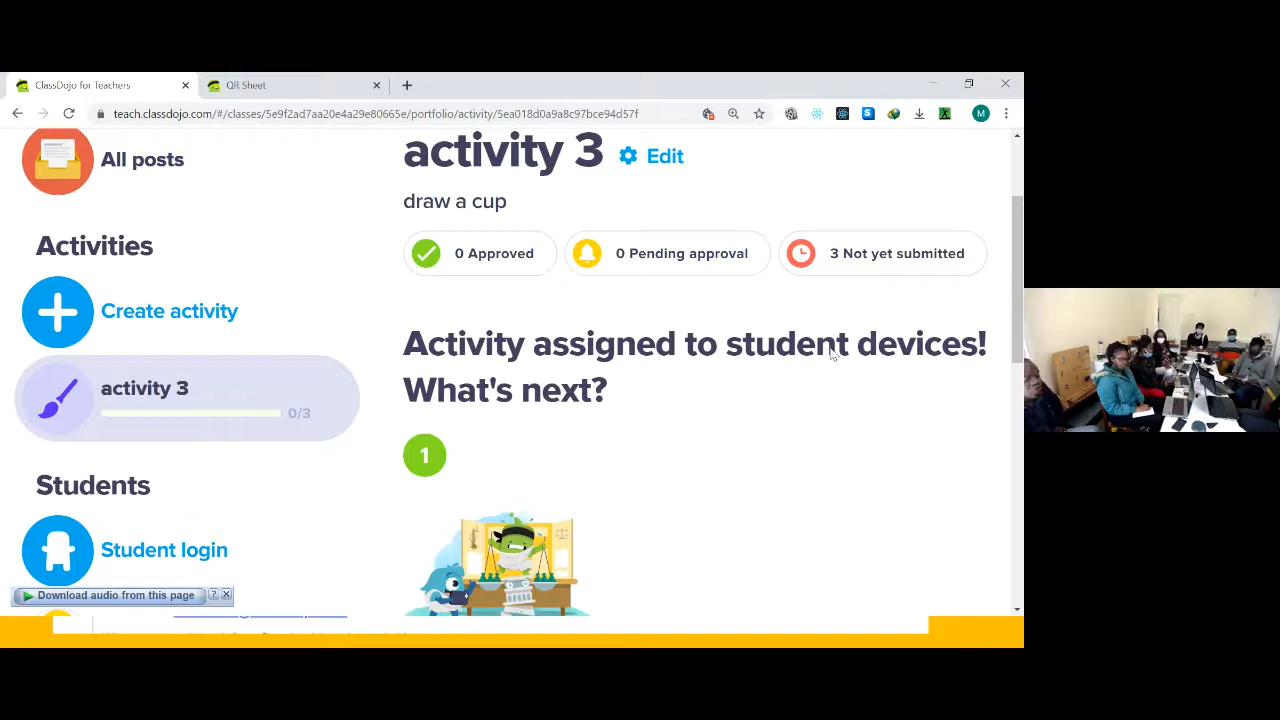 ClassDojo for Teachers
QR Sheet
teach.classdojo.com/#/classes/5e9f2ad7aa20e4a29e80665e/portfolio/activity/5ea018d0a9a8c97bce94d57f
M
All posts
Activities
Create activity
activity 3
0/3
Students
Student login
Download audio from this page
?
activity 3
Edit
draw a cup
0 Approved
0 Pending approval
3 Not yet submitted
Activity assigned to student devices!
What's next?
1